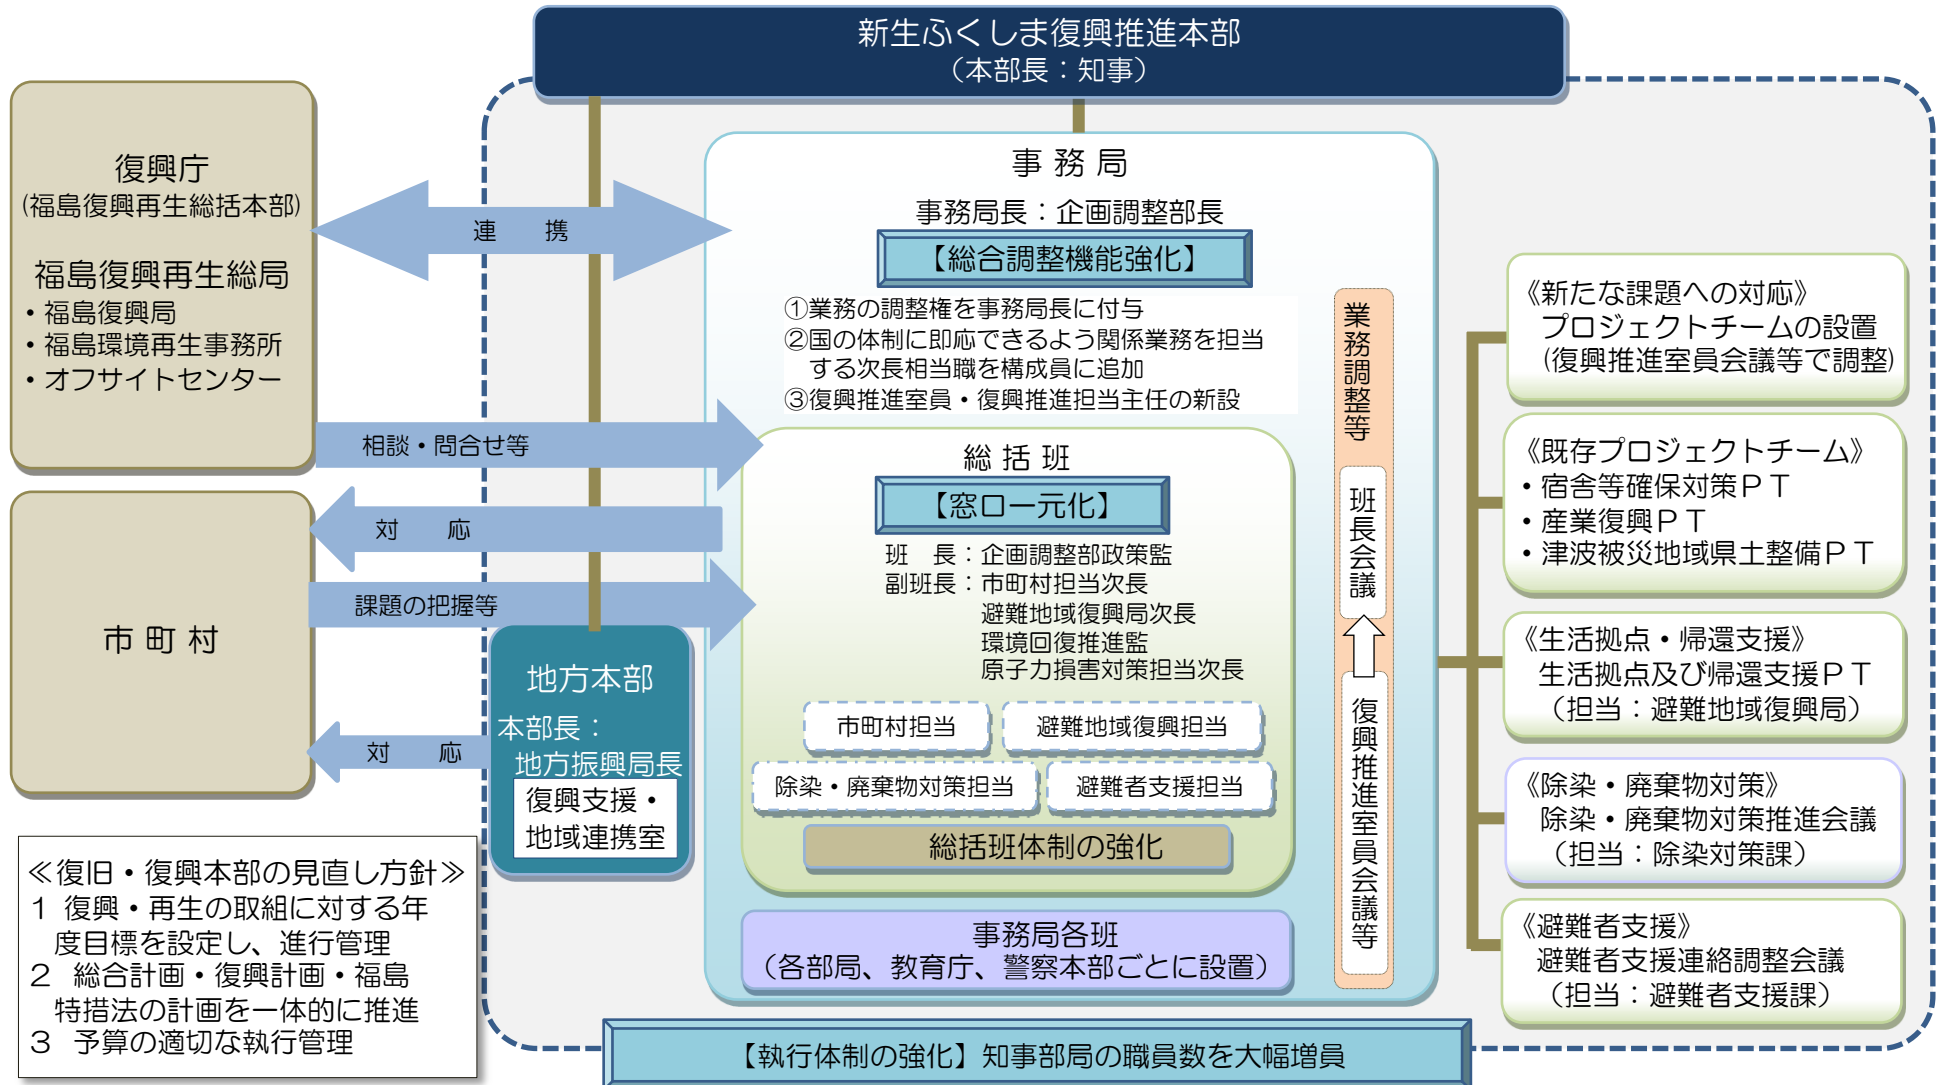 新生ふくしま復興推進本部
（本部長：知事）
復興庁
(福島復興再生総括本部)
福島復興再生総局
・福島復興局
・福島環境再生事務所
・オフサイトセンター
連　携
相談・問合せ等
対　応
課題の把握等
市 町 村
対　応
地方本部
本部長：
地方振興局長
復興支援・
地域連携室
≪復旧・復興本部の見直し方針≫
１ 復興・再生の取組に対する年
度目標を設定し、進行管理
２ 総合計画・復興計画・福島
特措法の計画を一体的に推進
３ 予算の適切な執行管理
事 務 局
事務局長：企画調整部長
【総合調整機能強化】
①業務の調整権を事務局長に付与
②国の体制に即応できるよう関係業務を担当
する次長相当職を構成員に追加
③復興推進室員・復興推進担当主任の新設
総 括 班
【窓口一元化】
班　長：企画調整部政策監
副班長：市町村担当次長
避難地域復興局次長
環境回復推進監
原子力損害対策担当次長
市町村担当
避難地域復興担当
除染・廃棄物対策担当
避難者支援担当
総括班体制の強化
事務局各班
（各部局、教育庁、警察本部ごとに設置）
業務調整等
班長会議
復興推進室員会議等
《新たな課題への対応》
プロジェクトチームの設置
(復興推進室員会議等で調整)
《既存プロジェクトチーム》
・宿舎等確保対策ＰＴ
・産業復興ＰＴ
・津波被災地域県土整備ＰＴ
《生活拠点・帰還支援》
生活拠点及び帰還支援ＰＴ
（担当：避難地域復興局）
《除染・廃棄物対策》
除染・廃棄物対策推進会議
（担当：除染対策課）
《避難者支援》
避難者支援連絡調整会議
（担当：避難者支援課）
【執行体制の強化】知事部局の職員数を大幅増員